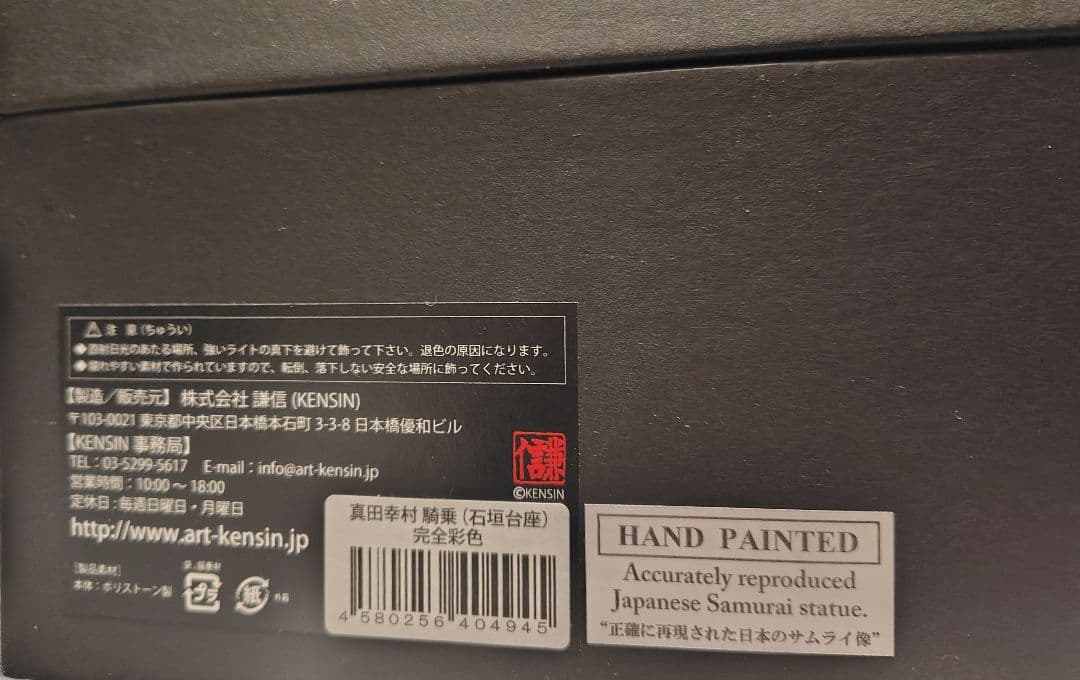 ⚠ 注 意 (ちゅうい)
●直射日光のあたる場所、強いライトの真下を避けて飾って下さい。退色の原因になります。
●壊れやすい素材で作られていますので、転倒、落下しない安全な場所に飾ってください。
【製造／販売元】 株式会社 謙信 (KENSIN)
〒103-0021 東京都中央区日本橋本石町 3-3-8 日本橋優和ビル
【KENSIN 事務局】
TEL : 03-5299-5617 E-mail : info@art-kensin.jp
営業時間 : 10:00 ～ 18:00
定休日 : 毎週日曜日・月曜日
http://www.art-kensin.jp
謙信
©KENSIN
[製品素材]
本体 : ポリストーン製
プラ
紙
外箱
真田幸村 騎乗 (石垣台座)
完全彩色
4 580256 404945
HAND PAINTED
Accurately reproduced
Japanese Samurai statue.
“正確に再現された日本のサムライ像”